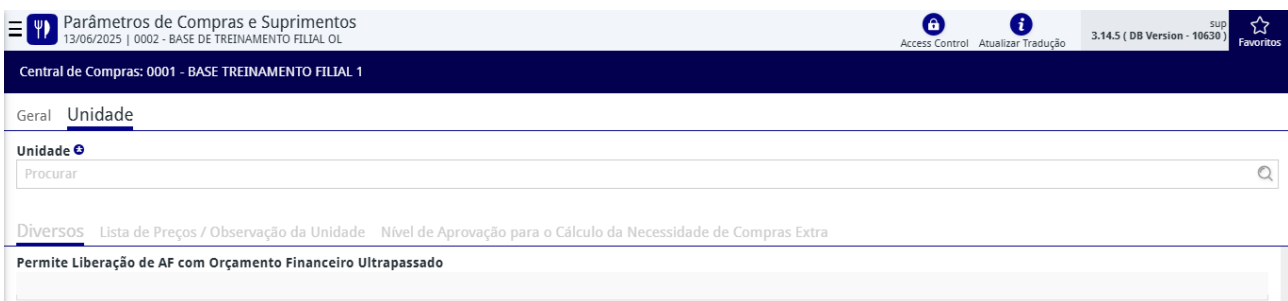 Parâmetros de Compras e Suprimentos
13/06/2025 | 0002 - BASE DE TREINAMENTO FILIAL OL
Access Control
Atualizar Tradução
sup
3.14.5 ( DB Version - 10630 )
Favoritos
Central de Compras: 0001 - BASE TREINAMENTO FILIAL 1
Geral Unidade
Unidade
Procurar
Diversos Lista de Preços / Observação da Unidade Nível de Aprovação para o Cálculo da Necessidade de Compras Extra
Permite Liberação de AF com Orçamento Financeiro Ultrapassado